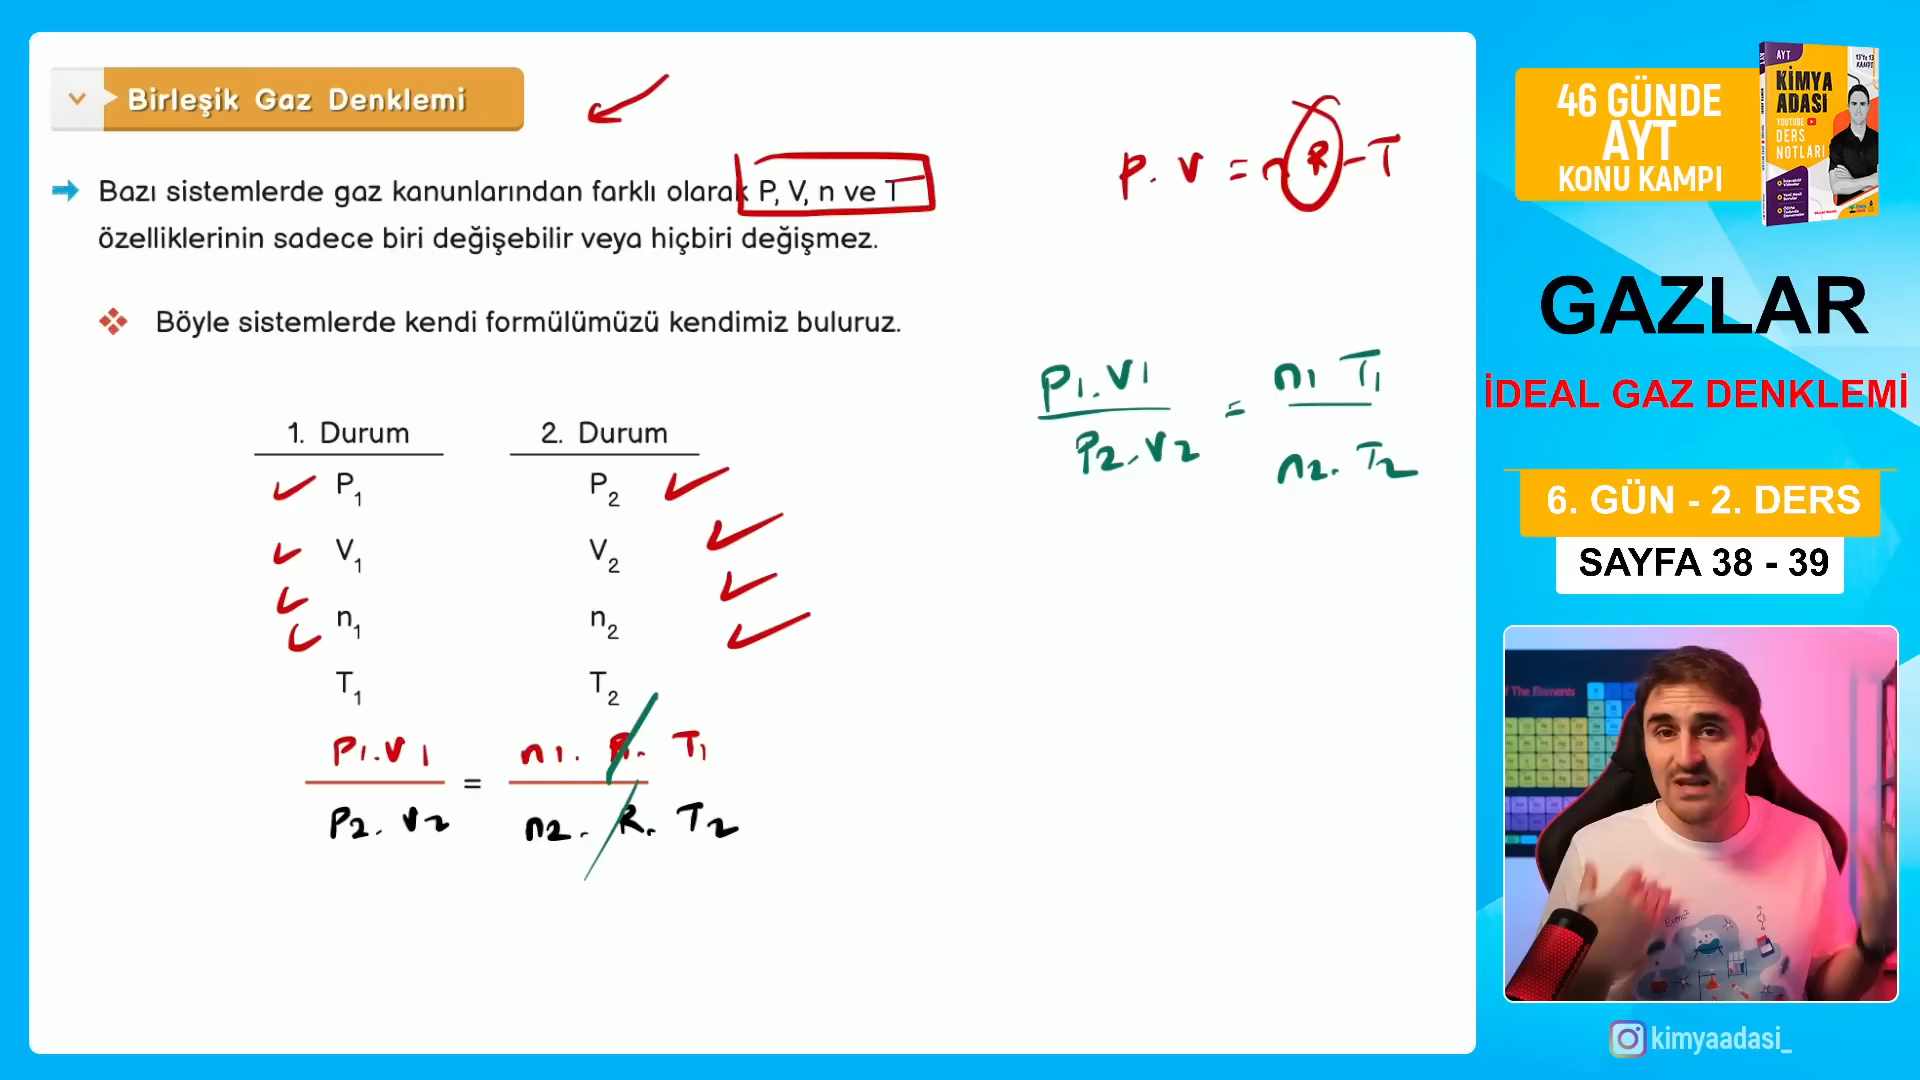 Birleşik Gaz Denklemi
Bazı sistemlerde gaz kanunlarından farklı olarak P, V, n ve T
özelliklerinin sadece biri değişebilir veya hiçbiri değişmez.
Böyle sistemlerde kendi formülümüzü kendimiz buluruz.
1. Durum 2. Durum
P1 P2
V1 V2
n1 n2
T1 T2
P1.V1 = n1. R. T1
P2.V2 n2. R. T2
P.V = n R-T
P1.V1 = n1 T1
P2.V2 n2.T2
46 GÜNDE
AYT
KONU KAMPI
AYT
KİMYA
ADASI
YOUTUBE
DERS
NOTLARI
GAZLAR
İDEAL GAZ DENKLEMİ
6. GÜN - 2. DERS
SAYFA 38 - 39
The Elements
kimyaadasi_